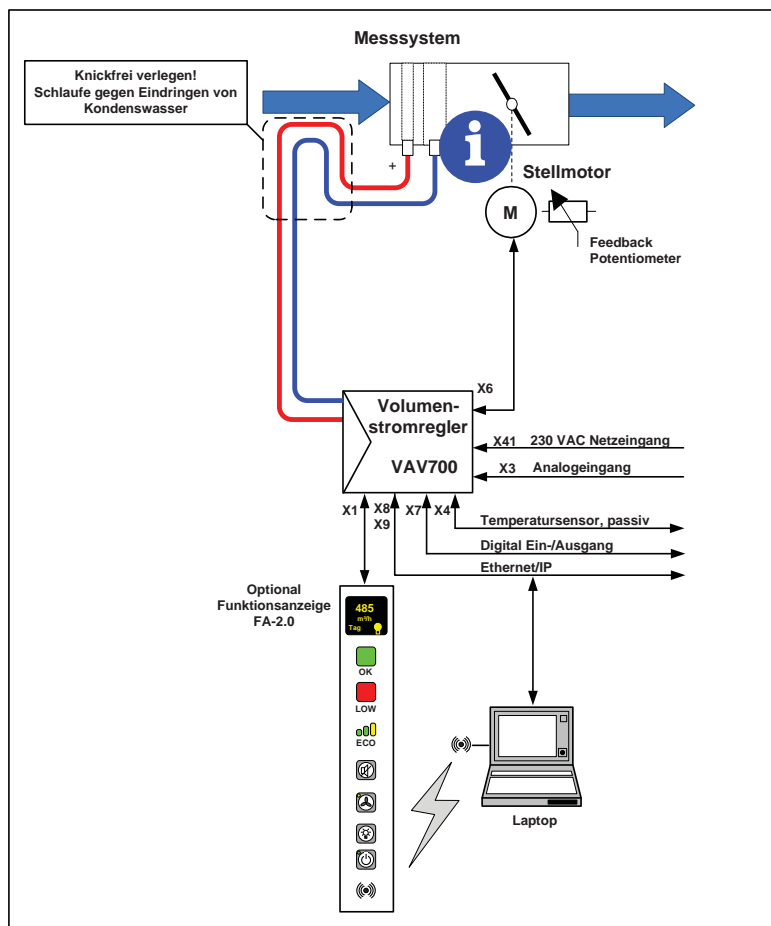 Messsystem
Knickfrei verlegen!
Schlaufe gegen Eindringen von
Kondenswasser
+
i
Stellmotor
M
Feedback
Potentiometer
X6
Volumen-
stromregler
VAV700
X41 230 VAC Netzeingang
X3 Analogeingang
X1
X8
X9
X7
X4
Temperatursensor, passiv
Digital Ein-/Ausgang
Ethernet/IP
Optional
Funktionsanzeige
FA-2.0
485
m³/h
Tag
OK
LOW
ECO
Laptop